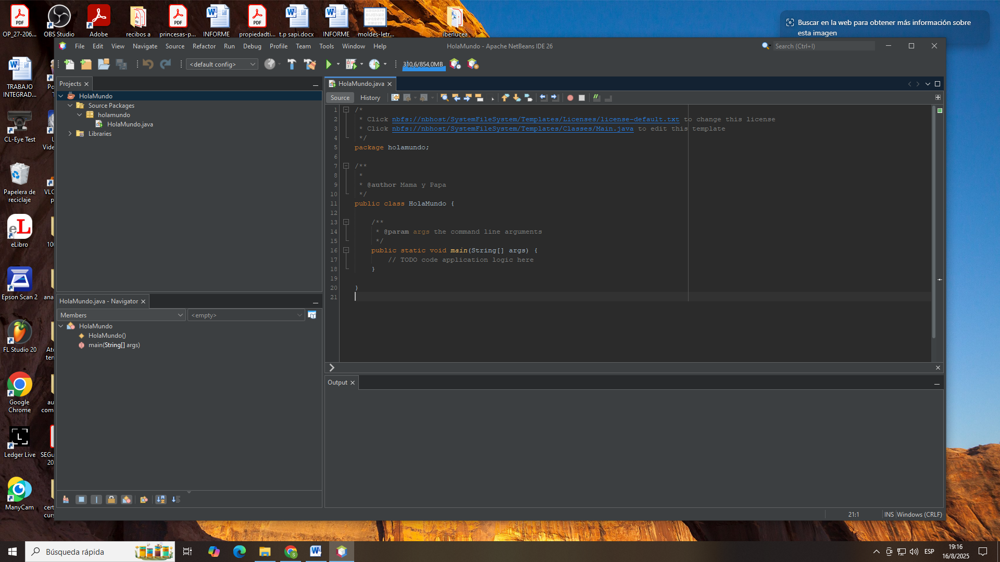 OP_27-206...
OBS Studio
Adobe
recibos a
princesas-p...
INFORME
propiedadti...
t.p sapi.docx
INFORME
moldes-letr...
iberlucea
Buscar en la web para obtener más información sobre
esta imagen
File Edit View Navigate Source Refactor Run Debug Profile Team Tools Window Help
HolaMundo - Apache NetBeans IDE 26
Search (Ctrl+I)
<default config>
310,6/854,0MB
Projects
HolaMundo
Source Packages
holamundo
HolaMundo.java
Libraries
HolaMundo.java
Source
History
1 /*
2 * Click nbfs://nbhost/SystemFileSystem/Templates/Licenses/license-default.txt to change this license
3 * Click nbfs://nbhost/SystemFileSystem/Templates/Classes/Main.java to edit this template
4 */
5 package holamundo;
6
7 /**
8 *
9 * @author Mama y Papa
10 */
11 public class HolaMundo {
12
13 /**
14 * @param args the command line arguments
15 */
16 public static void main(String[] args) {
17 // TODO code application logic here
18 }
19
20 }
21
HolaMundo.java - Navigator
Members
<empty>
HolaMundo
HolaMundo()
main(String[] args)
Output
21:1
INS
Windows (CRLF)
TRABAJO
INTEGRAD...
CL-Eye Test
Papelera de
reciclaje
eLibro
Epson Scan 2
FL Studio 20
Google
Chrome
Ledger Live
ManyCam
Po
T
U
Vide
VLC
p
100
ana
Ate
ten
au
com
SEGu
20
cert
curs
Búsqueda rápida
ESP
19:16
16/8/2025